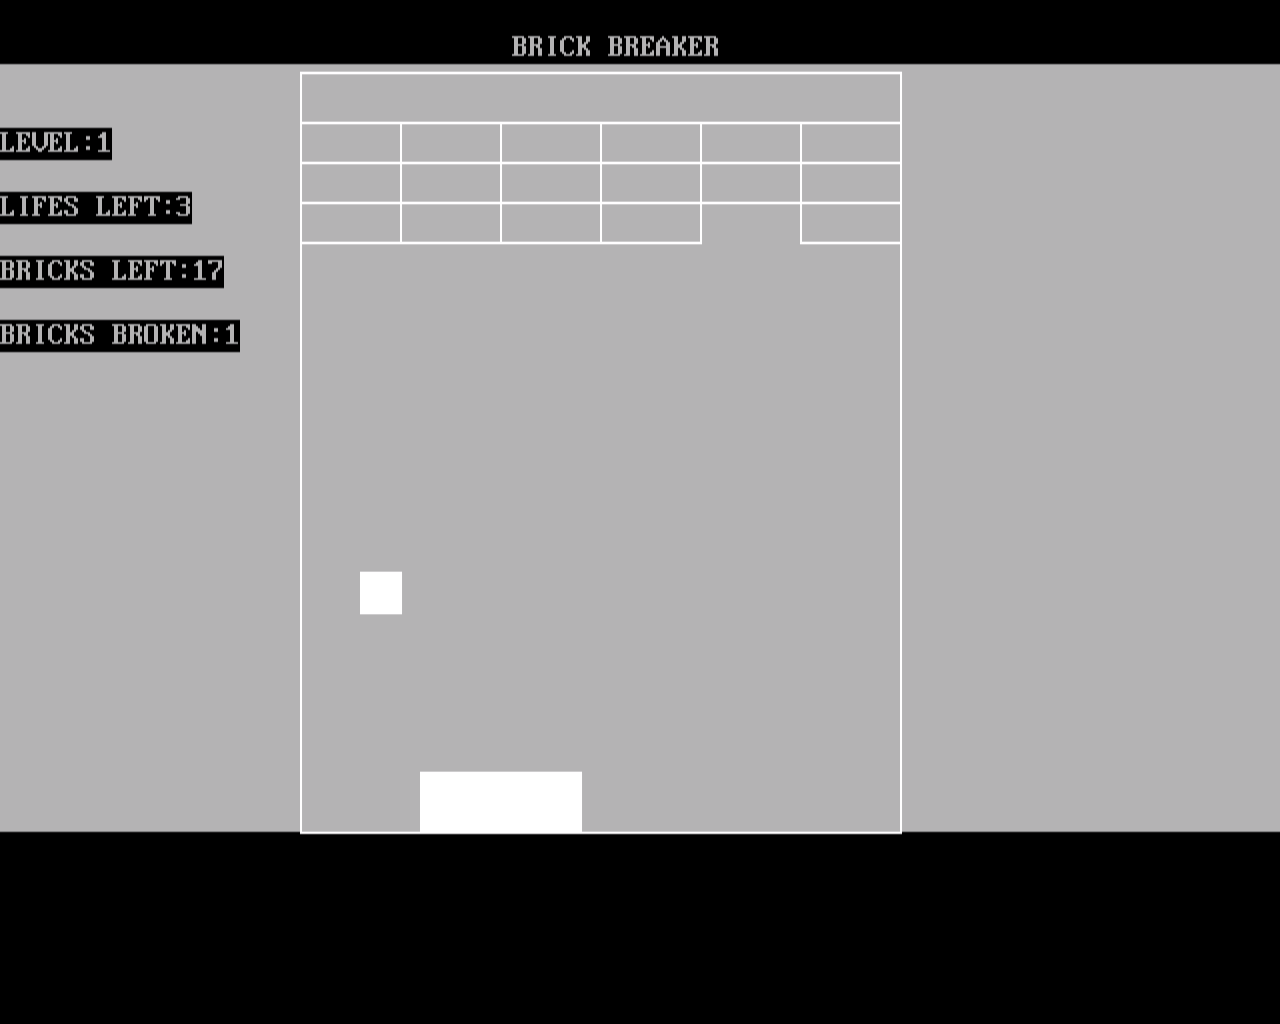 BRICK BREAKER
LEVEL:1
LIFES LEFT:3
BRICKS LEFT:17
BRICKS BROKEN:1